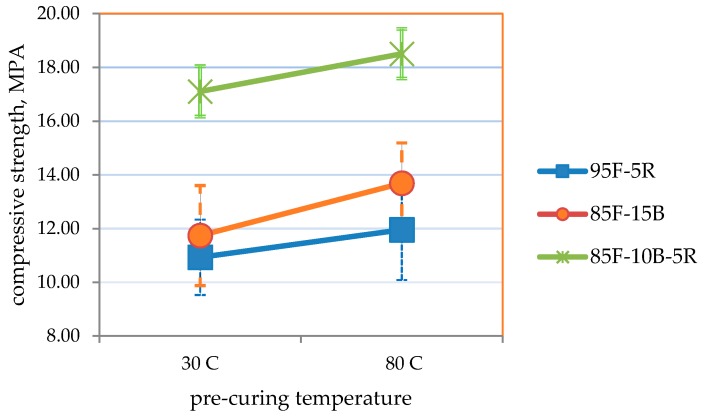 20.00
18.00
16.00
14.00
12.00
10.00
8.00
compressive strength, MPA
30 C
80 C
pre-curing temperature
95F-5R
85F-15B
85F-10B-5R